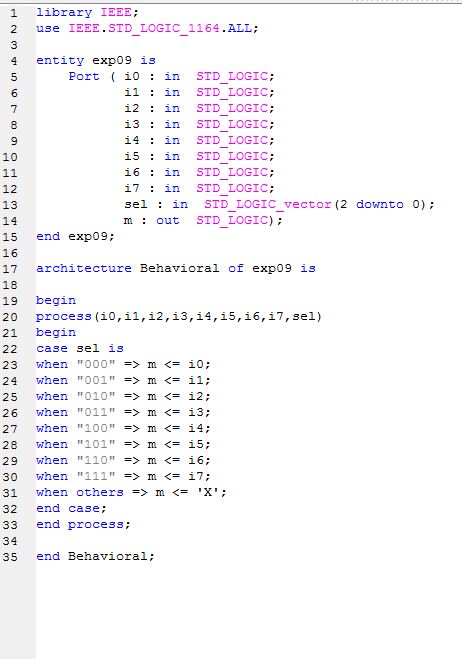 1 library IEEE;
2 use IEEE.STD_LOGIC_1164.ALL;
3
4 entity exp09 is
5     Port ( i0 : in  STD_LOGIC;
6            i1 : in  STD_LOGIC;
7            i2 : in  STD_LOGIC;
8            i3 : in  STD_LOGIC;
9            i4 : in  STD_LOGIC;
10            i5 : in  STD_LOGIC;
11            i6 : in  STD_LOGIC;
12            i7 : in  STD_LOGIC;
13            sel : in  STD_LOGIC_vector(2 downto 0);
14            m : out  STD_LOGIC);
15 end exp09;
16
17 architecture Behavioral of exp09 is
18
19 begin
20 process(i0,i1,i2,i3,i4,i5,i6,i7,sel)
21 begin
22 case sel is
23 when "000" => m <= i0;
24 when "001" => m <= i1;
25 when "010" => m <= i2;
26 when "011" => m <= i3;
27 when "100" => m <= i4;
28 when "101" => m <= i5;
29 when "110" => m <= i6;
30 when "111" => m <= i7;
31 when others => m <= 'X';
32 end case;
33 end process;
34
35 end Behavioral;